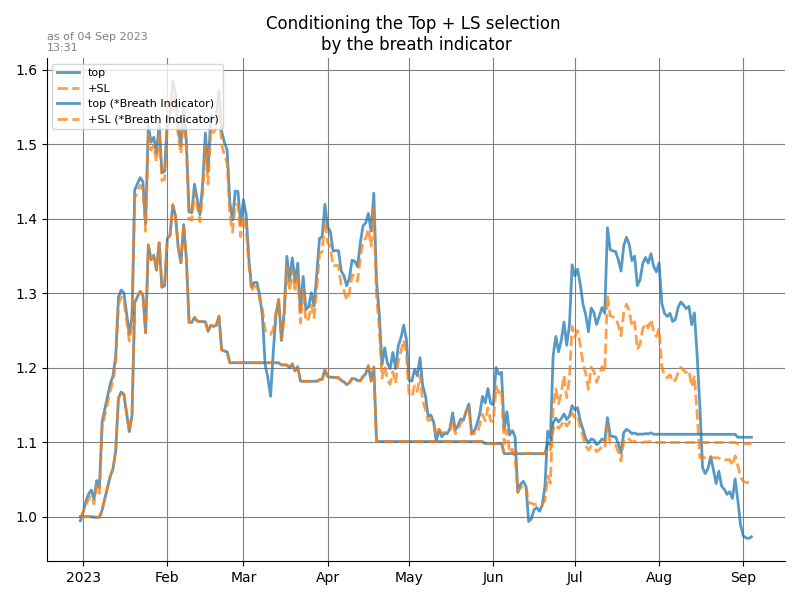 Conditioning the Top + LS selection
by the breath indicator
as of 04 Sep 2023
13:31
top
+SL
top (*Breath Indicator)
+SL (*Breath Indicator)
1.6
1.5
1.4
1.3
1.2
1.1
1.0
2023 Feb Mar Apr May Jun Jul Aug Sep